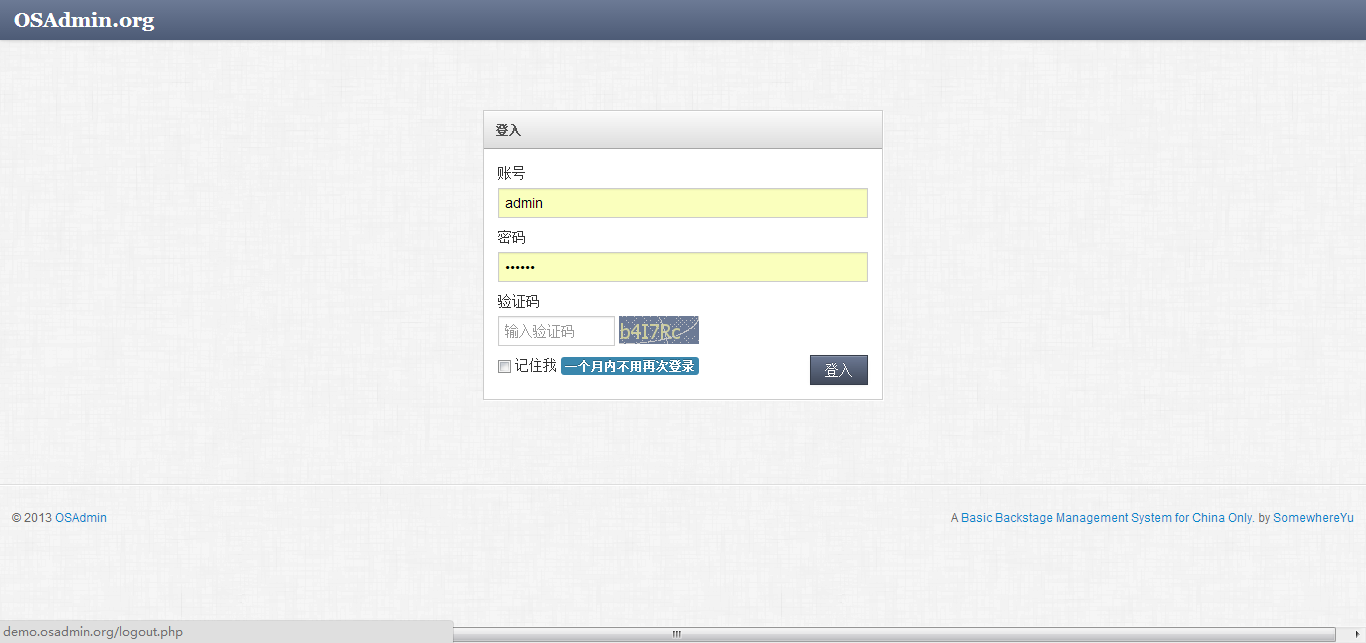 OSAdmin.org
登入
账号
admin
密码
••••••
验证码
输入验证码 b4I7Rc
记住我 一个月内不用再次登录 登入
© 2013 OSAdmin A Basic Backstage Management System for China Only. by SomewhereYu
demo.osadmin.org/logout.php